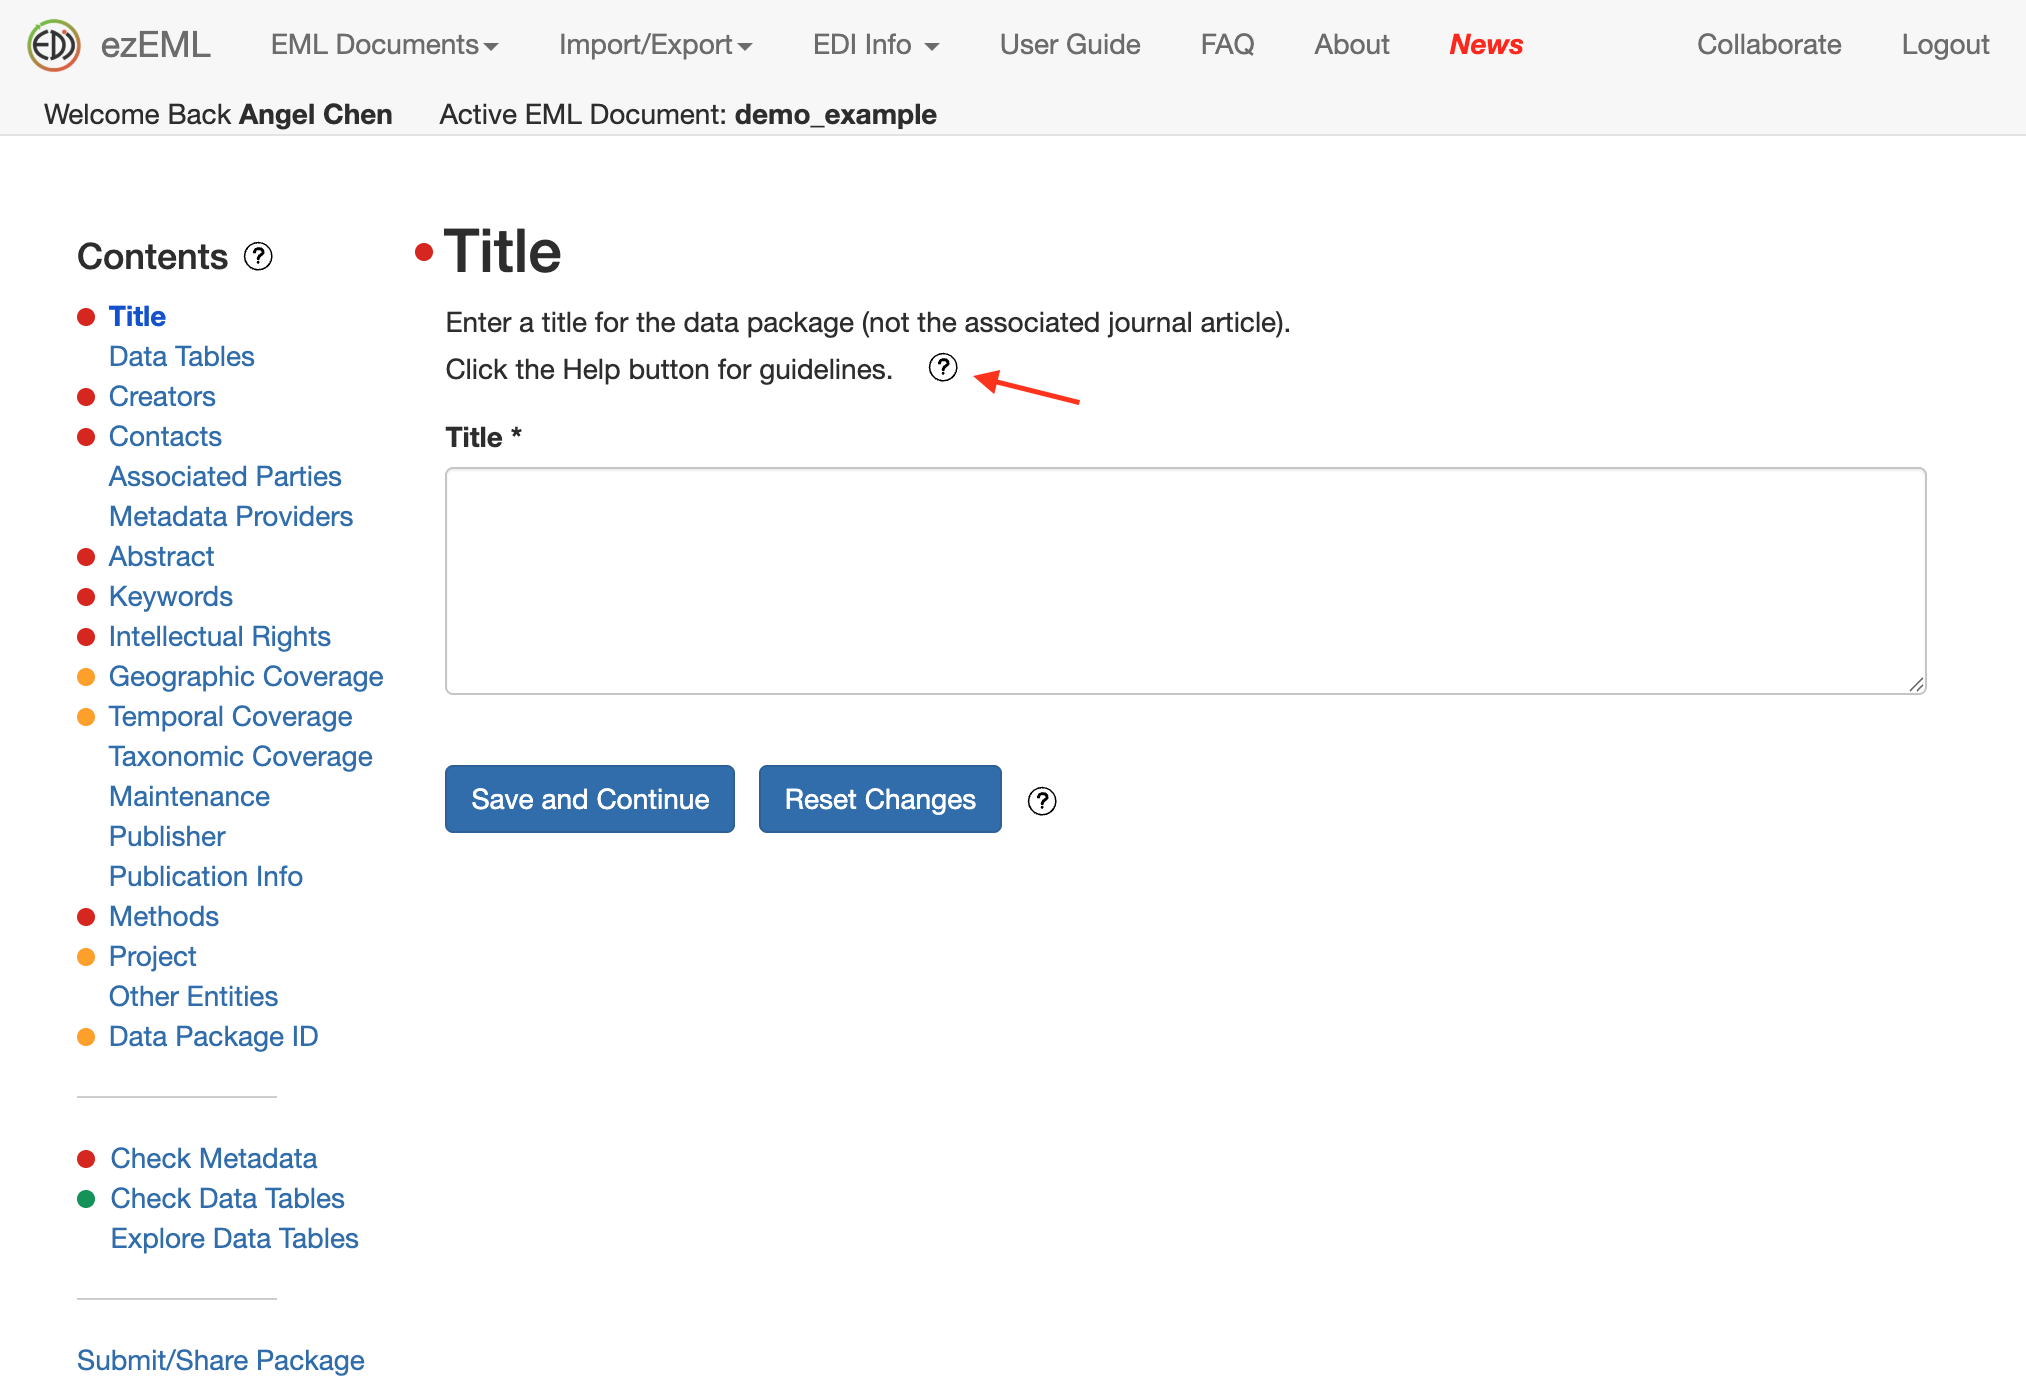 EDI ezEML EML Documents Import/Export EDI Info User Guide FAQ About News Collaborate Logout
Welcome Back Angel Chen Active EML Document: demo_example
Contents ?
Title
Data Tables
Creators
Contacts
Associated Parties
Metadata Providers
Abstract
Keywords
Intellectual Rights
Geographic Coverage
Temporal Coverage
Taxonomic Coverage
Maintenance
Publisher
Publication Info
Methods
Project
Other Entities
Data Package ID
Check Metadata
Check Data Tables
Explore Data Tables
Submit/Share Package
Title
Enter a title for the data package (not the associated journal article).
Click the Help button for guidelines. ?
Title *
Save and Continue Reset Changes ?